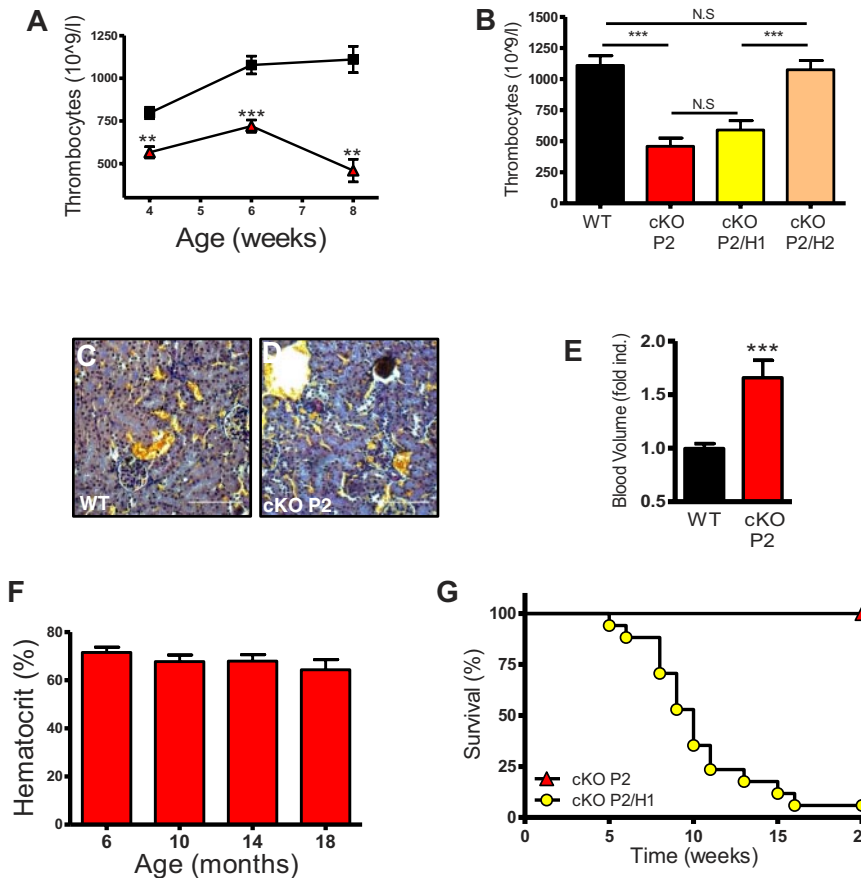 A
Thrombocytes (10^9/l)
1250
1000
750
500
**
***
**
4
5
6
7
8
Age (weeks)
B
Thrombocytes (10^9/l)
1500
1250
1000
750
500
250
0
N.S
***
***
N.S
WT
cKO P2
cKO P2/H1
cKO P2/H2
C
WT
D
cKO P2
E
Blood Volume (fold ind.)
2.0
1.5
1.0
0.5
***
WT
cKO P2
F
Hematocrit (%)
80
60
40
20
0
6
10
14
18
Age (months)
G
Survival (%)
100
75
50
25
0
cKO P2
cKO P2/H1
0
5
10
15
Time (weeks)